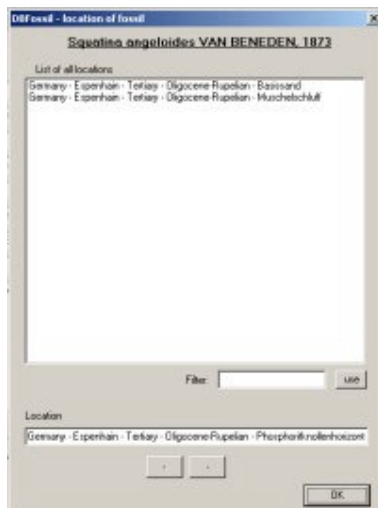 DBFossil - location of fossil
Squatina angeloides VAN BENEDEN, 1873
List of all locations
Germany - Espenhain - Tertiary - Oligocene-Rupelian - Basissand
Germany - Espenhain - Tertiary - Oligocene-Rupelian - Muschelschluff
Filter:
use
Location
Germany - Espenhain - Tertiary - Oligocene-Rupelian - Phosphoritknollenhorizont
OK